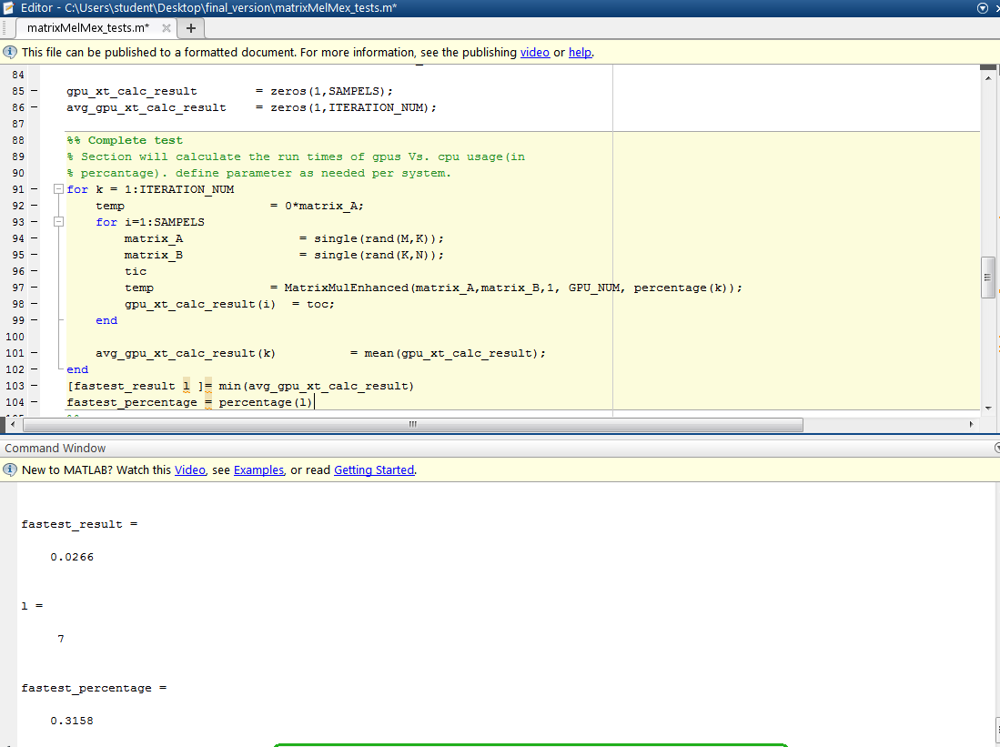 Editor - C:\Users\student\Desktop\final_version\matrixMelMex_tests.m*
matrixMelMex_tests.m* × +
This file can be published to a formatted document. For more information, see the publishing video or help.
84
85 – gpu_xt_calc_result = zeros(1,SAMPELS);
86 – avg_gpu_xt_calc_result = zeros(1,ITERATION_NUM);
87
88 %% Complete test
89 % Section will calculate the run times of gpus Vs. cpu usage(in
90 % percantage). define parameter as needed per system.
91 – for k = 1:ITERATION_NUM
92 – temp = 0*matrix_A;
93 – for i=1:SAMPELS
94 – matrix_A = single(rand(M,K));
95 – matrix_B = single(rand(K,N));
96 – tic
97 – temp = MatrixMulEnhanced(matrix_A,matrix_B,1, GPU_NUM, percentage(k));
98 – gpu_xt_calc_result(i) = toc;
99 – end
100
101 – avg_gpu_xt_calc_result(k) = mean(gpu_xt_calc_result);
102 – end
103 – [fastest_result l ]= min(avg_gpu_xt_calc_result)
104 – fastest_percentage = percentage(l)
Command Window
New to MATLAB? Watch this Video, see Examples, or read Getting Started.
fastest_result =
0.0266
l =
7
fastest_percentage =
0.3158